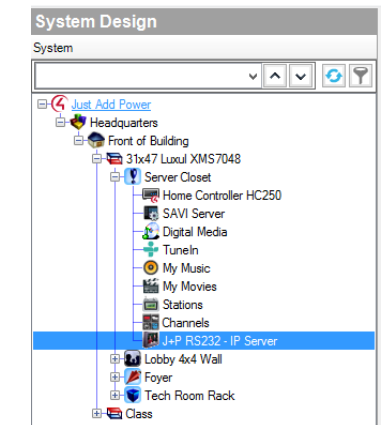 System Design
System
Just Add Power
Headquarters
Front of Building
31x47 Luxul XMS7048
Server Closet
Home Controller HC250
SAVI Server
Digital Media
TuneIn
My Music
My Movies
Stations
Channels
J+P RS232 - IP Server
Lobby 4x4 Wall
Foyer
Tech Room Rack
Class